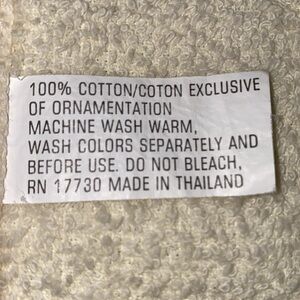 100% COTTON/COTON EXCLUSIVE
OF ORNAMENTATION
MACHINE WASH WARM,
WASH COLORS SEPARATELY AND
BEFORE USE. DO NOT BLEACH,
RN 17730 MADE IN THAILAND